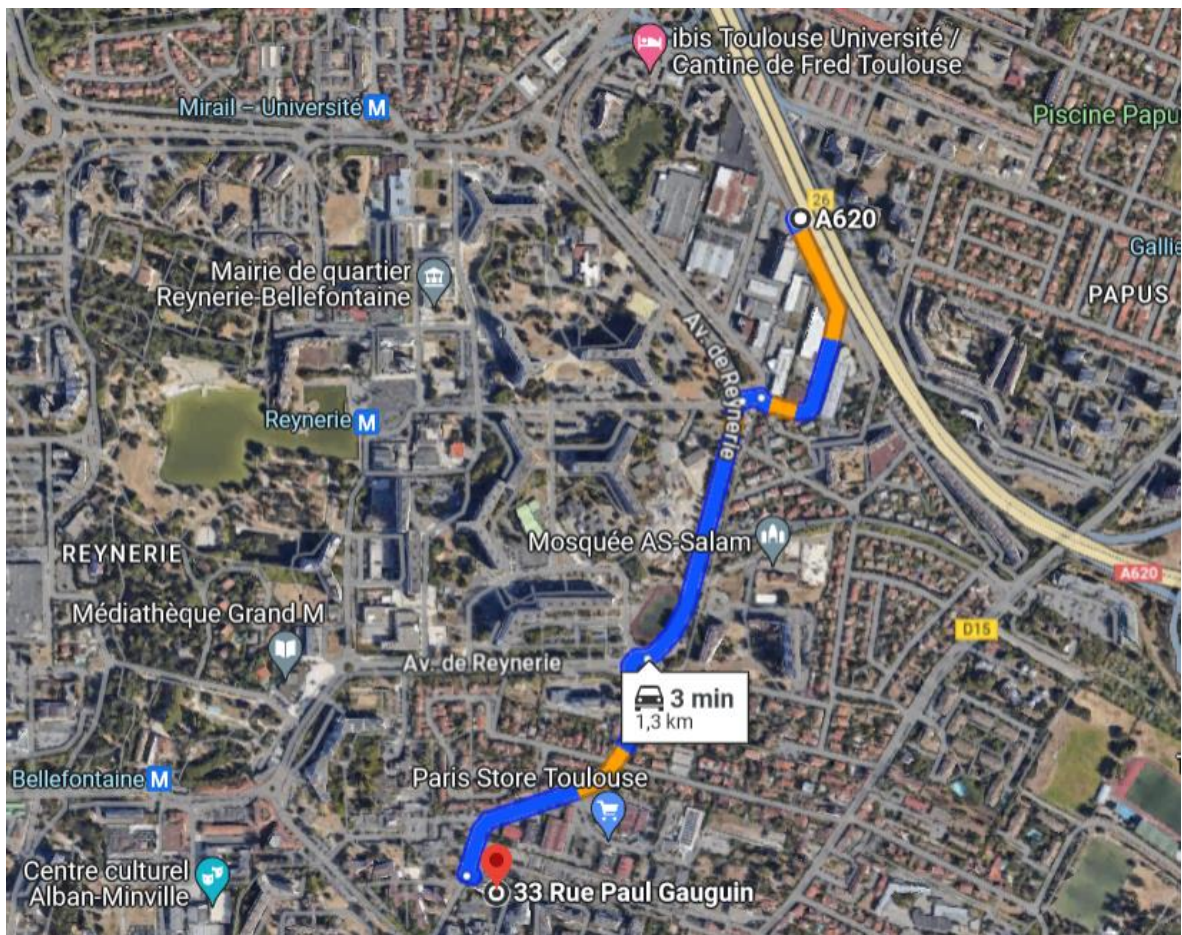 ibis Toulouse Université /
Cantine de Fred Toulouse
Mirail – Université M
Piscine Papu
26
A620
Gallie
Mairie de quartier
Reynerie-Bellefontaine
PAPUS
Av. de Reynerie
Reynerie M
Mosquée AS-Salam
REYNERIE
A620
Médiathèque Grand M
D15
Av. de Reynerie
3 min
1,3 km
Bellefontaine M
Paris Store Toulouse
Centre culturel
Alban-Minville
33 Rue Paul Gauguin